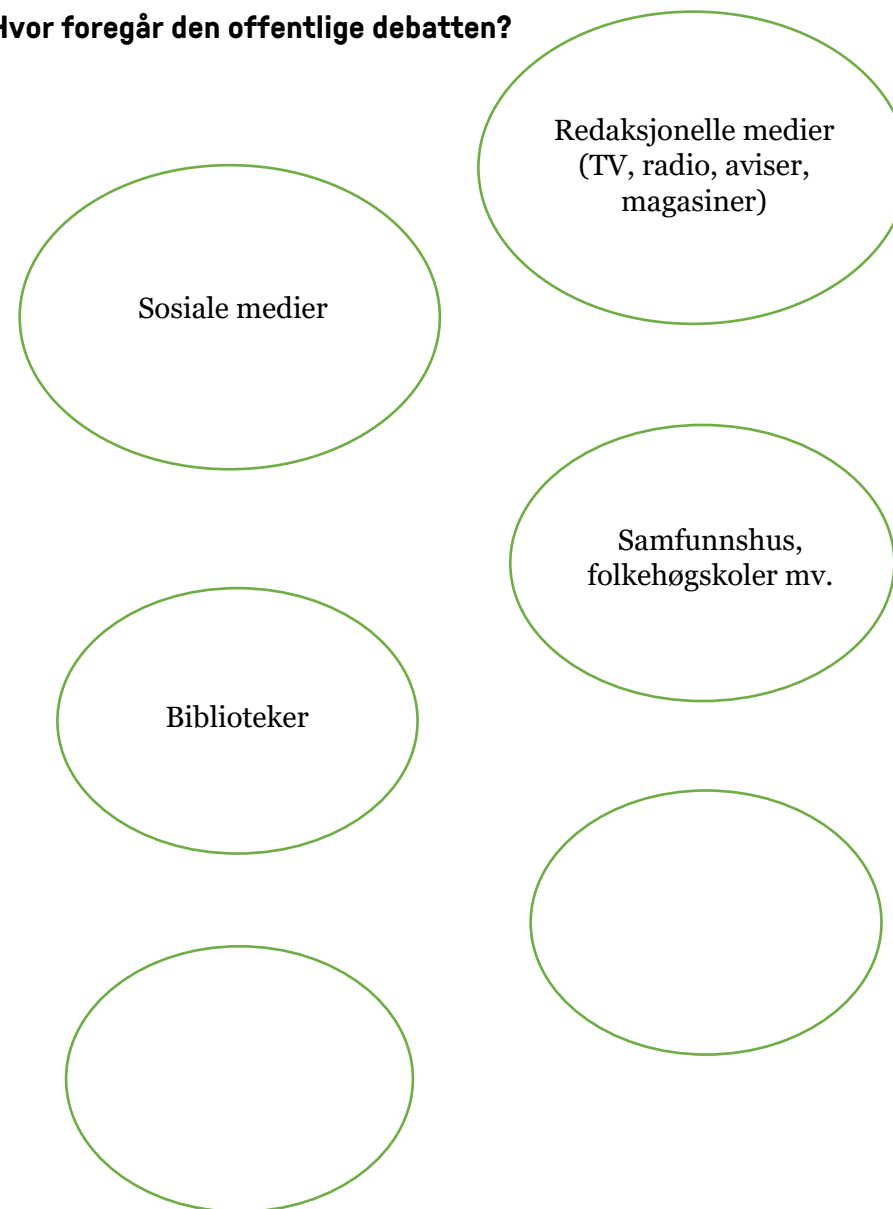 Hvor foregår den offentlige debatten?
Redaksjonelle medier
(TV, radio, aviser,
magasiner)
Sosiale medier
Samfunnshus,
folkehøgskoler mv.
Biblioteker